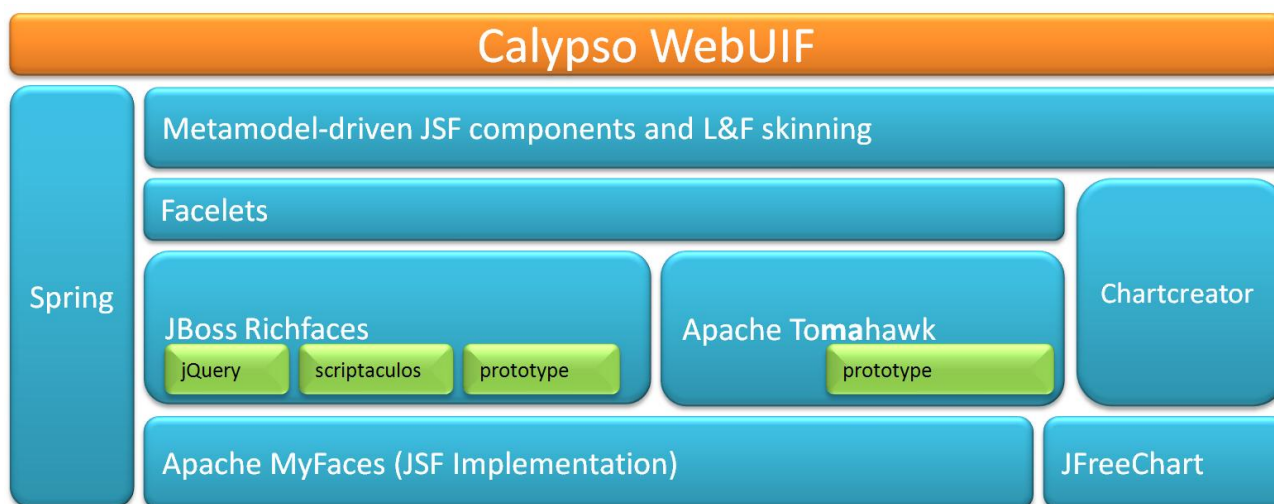 Calypso WebUIF
Metamodel-driven JSF components and L&F skinning
Facelets
Spring
Chartcreator
JBoss Richfaces
Apache Tomahawk
jQuery
scriptaculos
prototype
prototype
Apache MyFaces (JSF Implementation)
JFreeChart